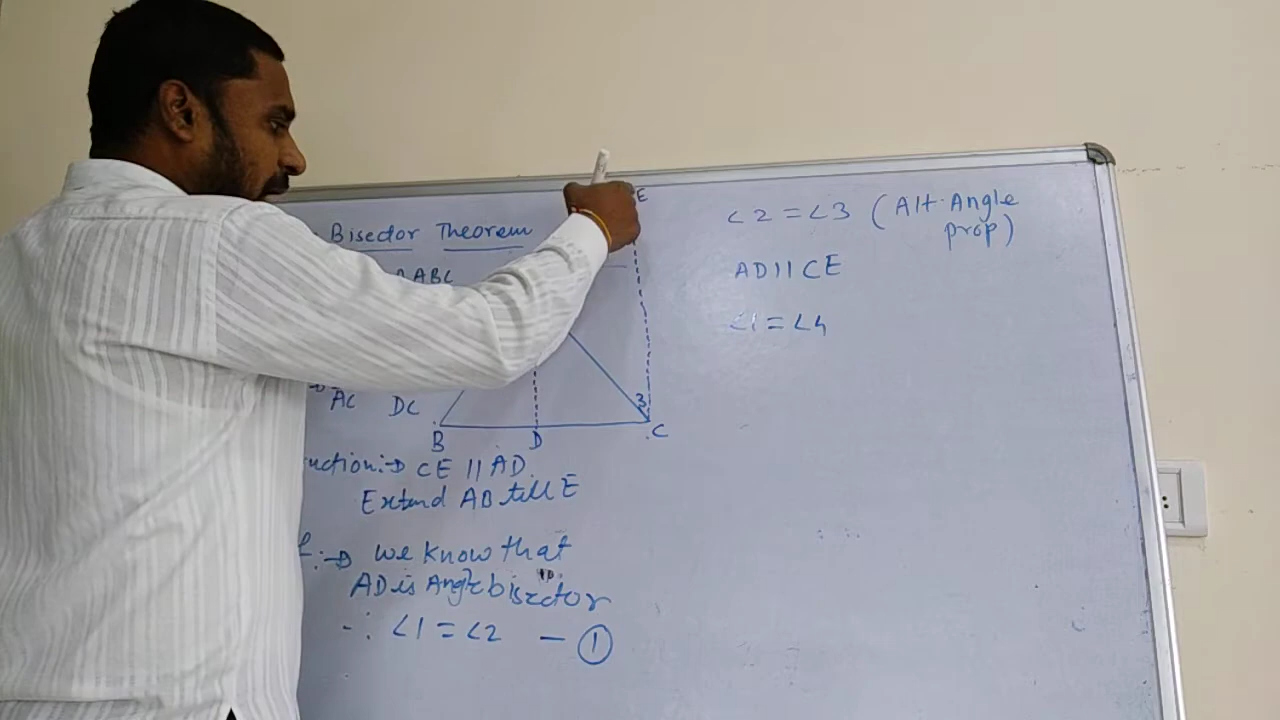 Bisector Theorem
ABC
AC DC
B D C
E
3
uction:- CE || AD
Extend AB till E
we know that
AD is Angle bisector
∴ ∠1 = ∠2 — ①
∠2 = ∠3 (Alt. Angle
prop)
AD || CE
∠1 = ∠4